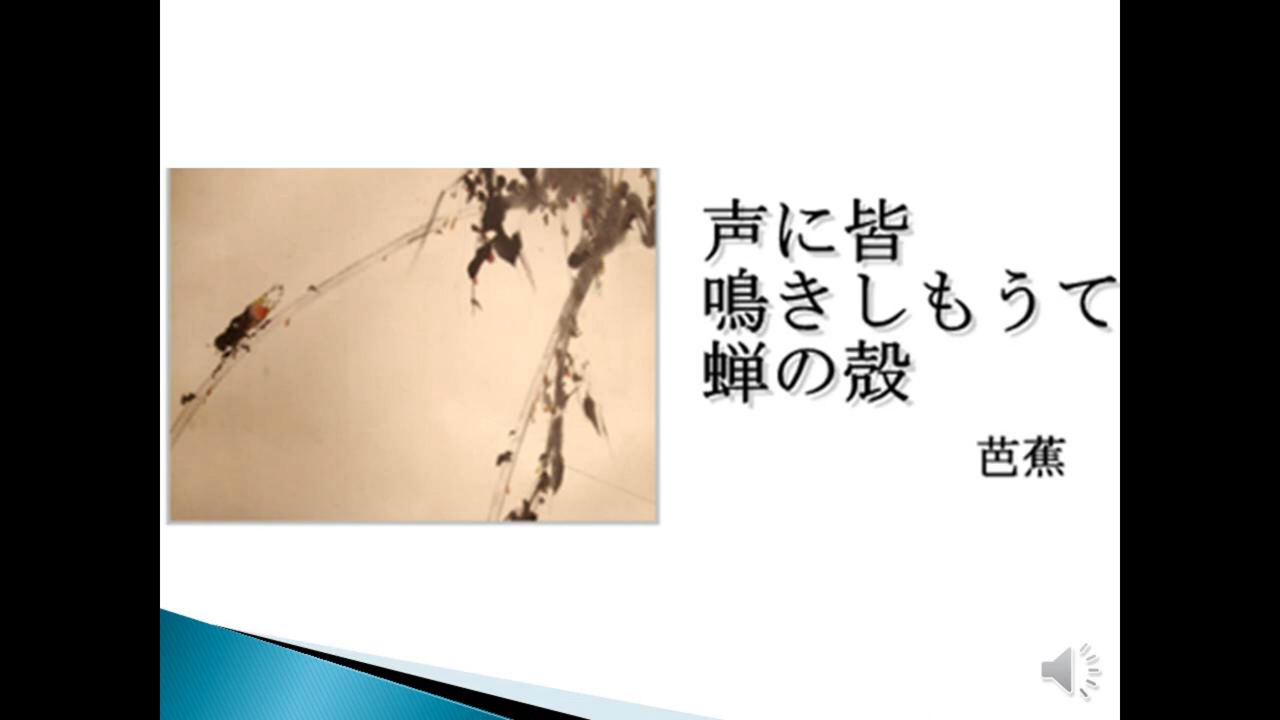 声に皆
鳴きしもうて
蝉の殻
芭蕉